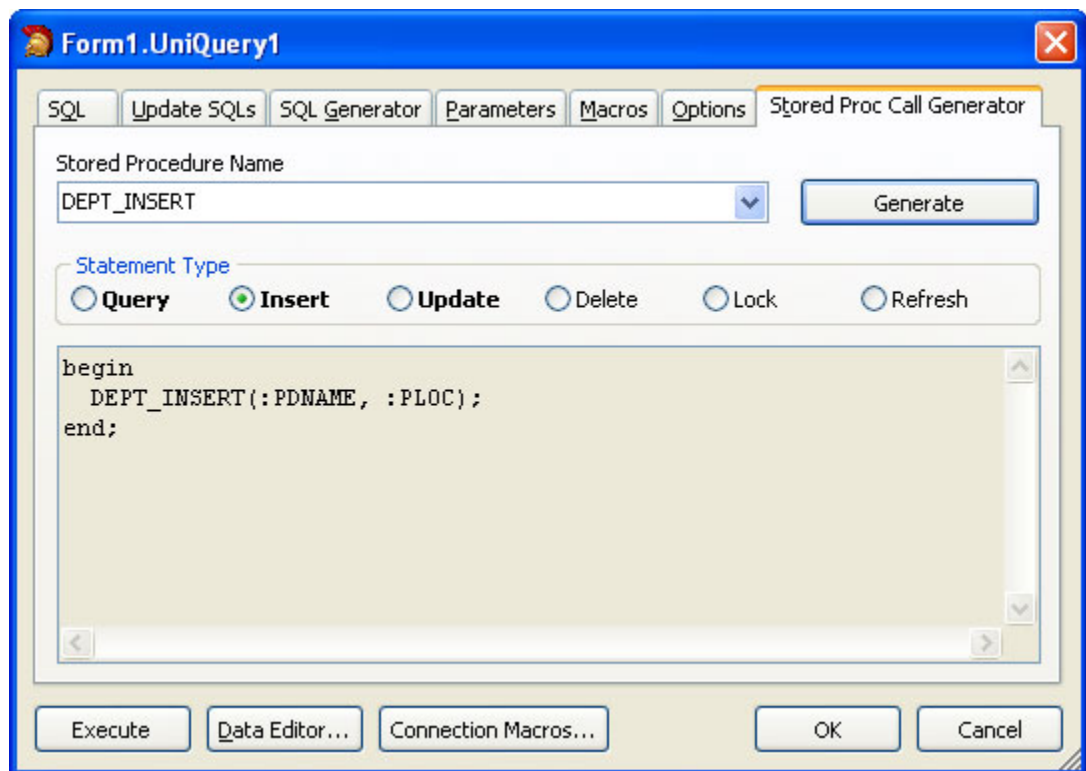 Form1.UniQuery1
SQL Update SQLs SQL Generator Parameters Macros Options Stored Proc Call Generator
Stored Procedure Name
DEPT_INSERT Generate
Statement Type
Query Insert Update Delete Lock Refresh
begin
  DEPT_INSERT(:PDNAME, :PLOC);
end;
Execute Data Editor... Connection Macros... OK Cancel